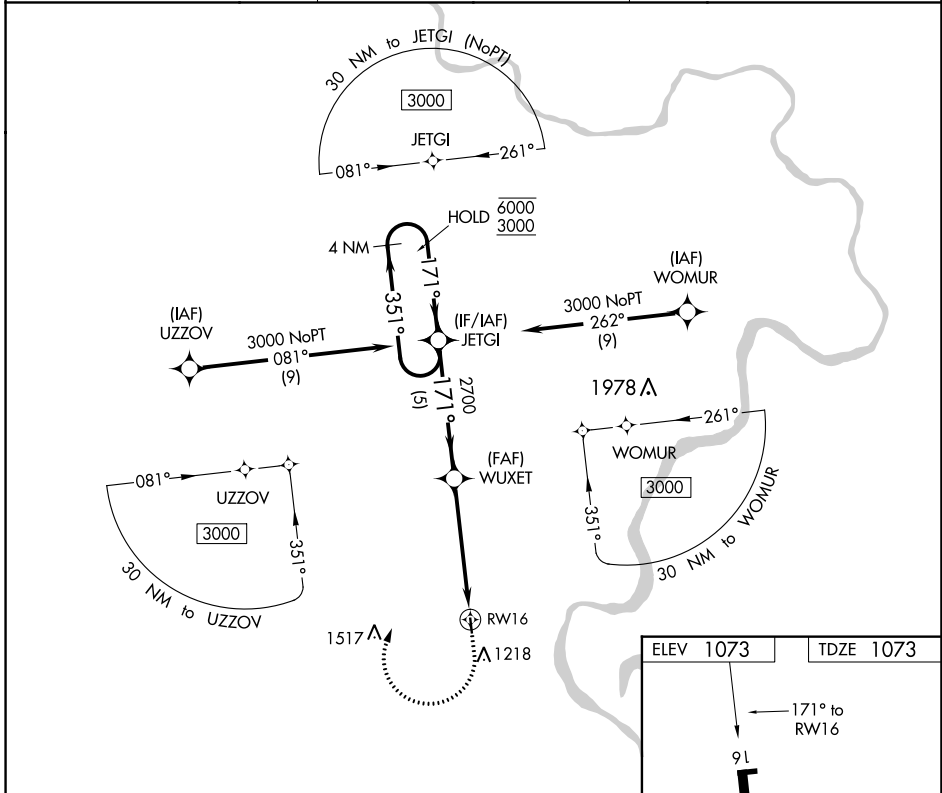 30 NM to JETGI (NoPT)
3000
JETGI
081°
261°
HOLD 6000
3000
4 NM
171°
351°
(IAF)
WOMUR
3000 NoPT
262°
(9)
(IAF)
UZZOV
3000 NoPT
081°
(9)
(IF/IAF)
JETGI
2700
171°
(5)
1978
261°
WOMUR
3000
351°
30 NM to WOMUR
(FAF)
WUXET
081°
UZZOV
3000
351°
30 NM to UZZOV
RW16
1517
1218
ELEV 1073
TDZE 1073
171° to
RW16
16